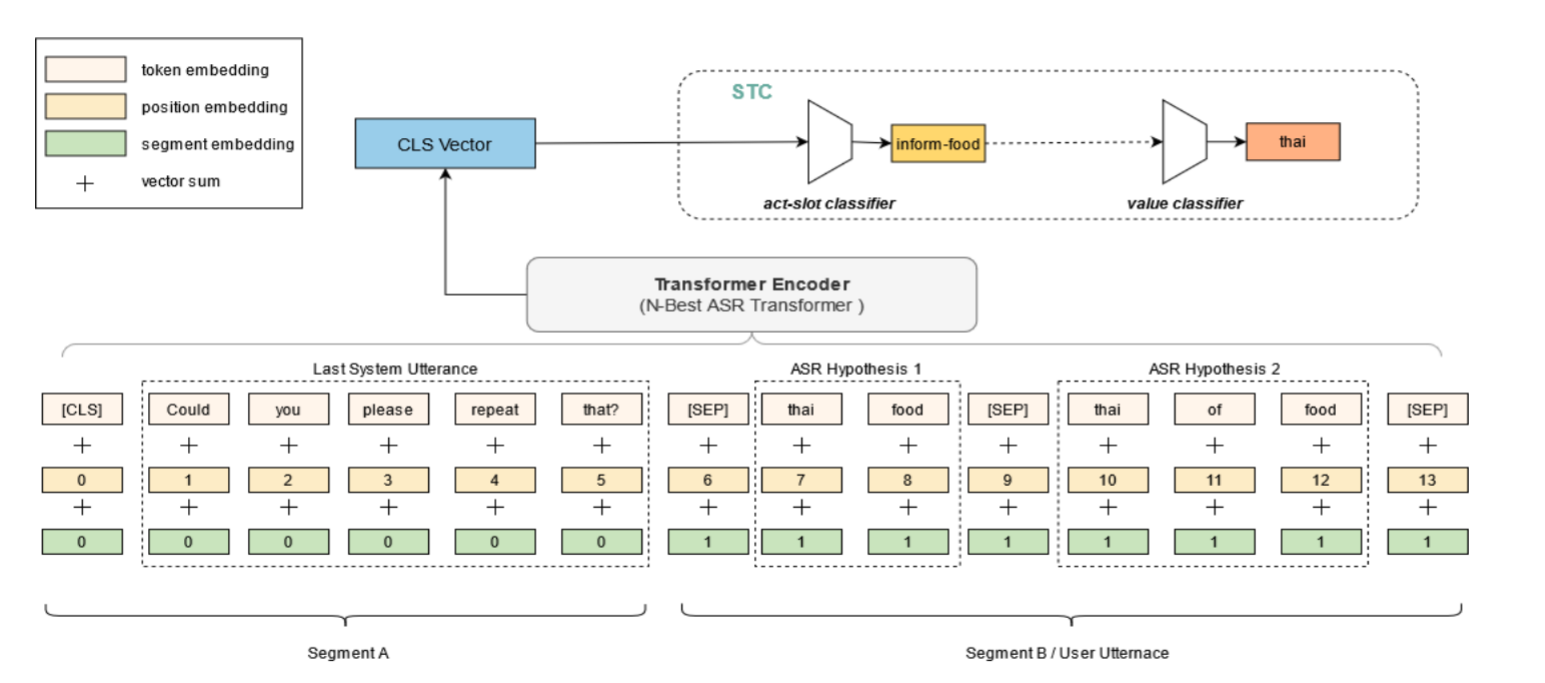 token embedding
position embedding
segment embedding
+ vector sum
STC
CLS Vector
inform-food
thai
act-slot classifier
value classifier
Transformer Encoder
(N-Best ASR Transformer )
Last System Utterance ASR Hypothesis 1 ASR Hypothesis 2
[CLS] Could you please repeat that? [SEP] thai food [SEP] thai of food [SEP]
+ + + + + + + + + + + + + +
0 1 2 3 4 5 6 7 8 9 10 11 12 13
+ + + + + + + + + + + + + +
0 0 0 0 0 0 1 1 1 1 1 1 1 1
Segment A Segment B / User Utternace